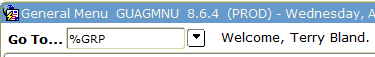 General Menu GUAGMNU 8.6.4 (PROD) - Wednesday, A
Go To... %GRP Welcome, Terry Bland.